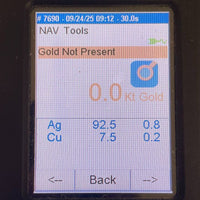 # 7690 - 09/24/25 09:12 - 30.0s
NAV Tools
Gold Not Present
0.0 Kt Gold
Ag 92.5 0.8
Cu 7.5 0.2
<-- Back -->